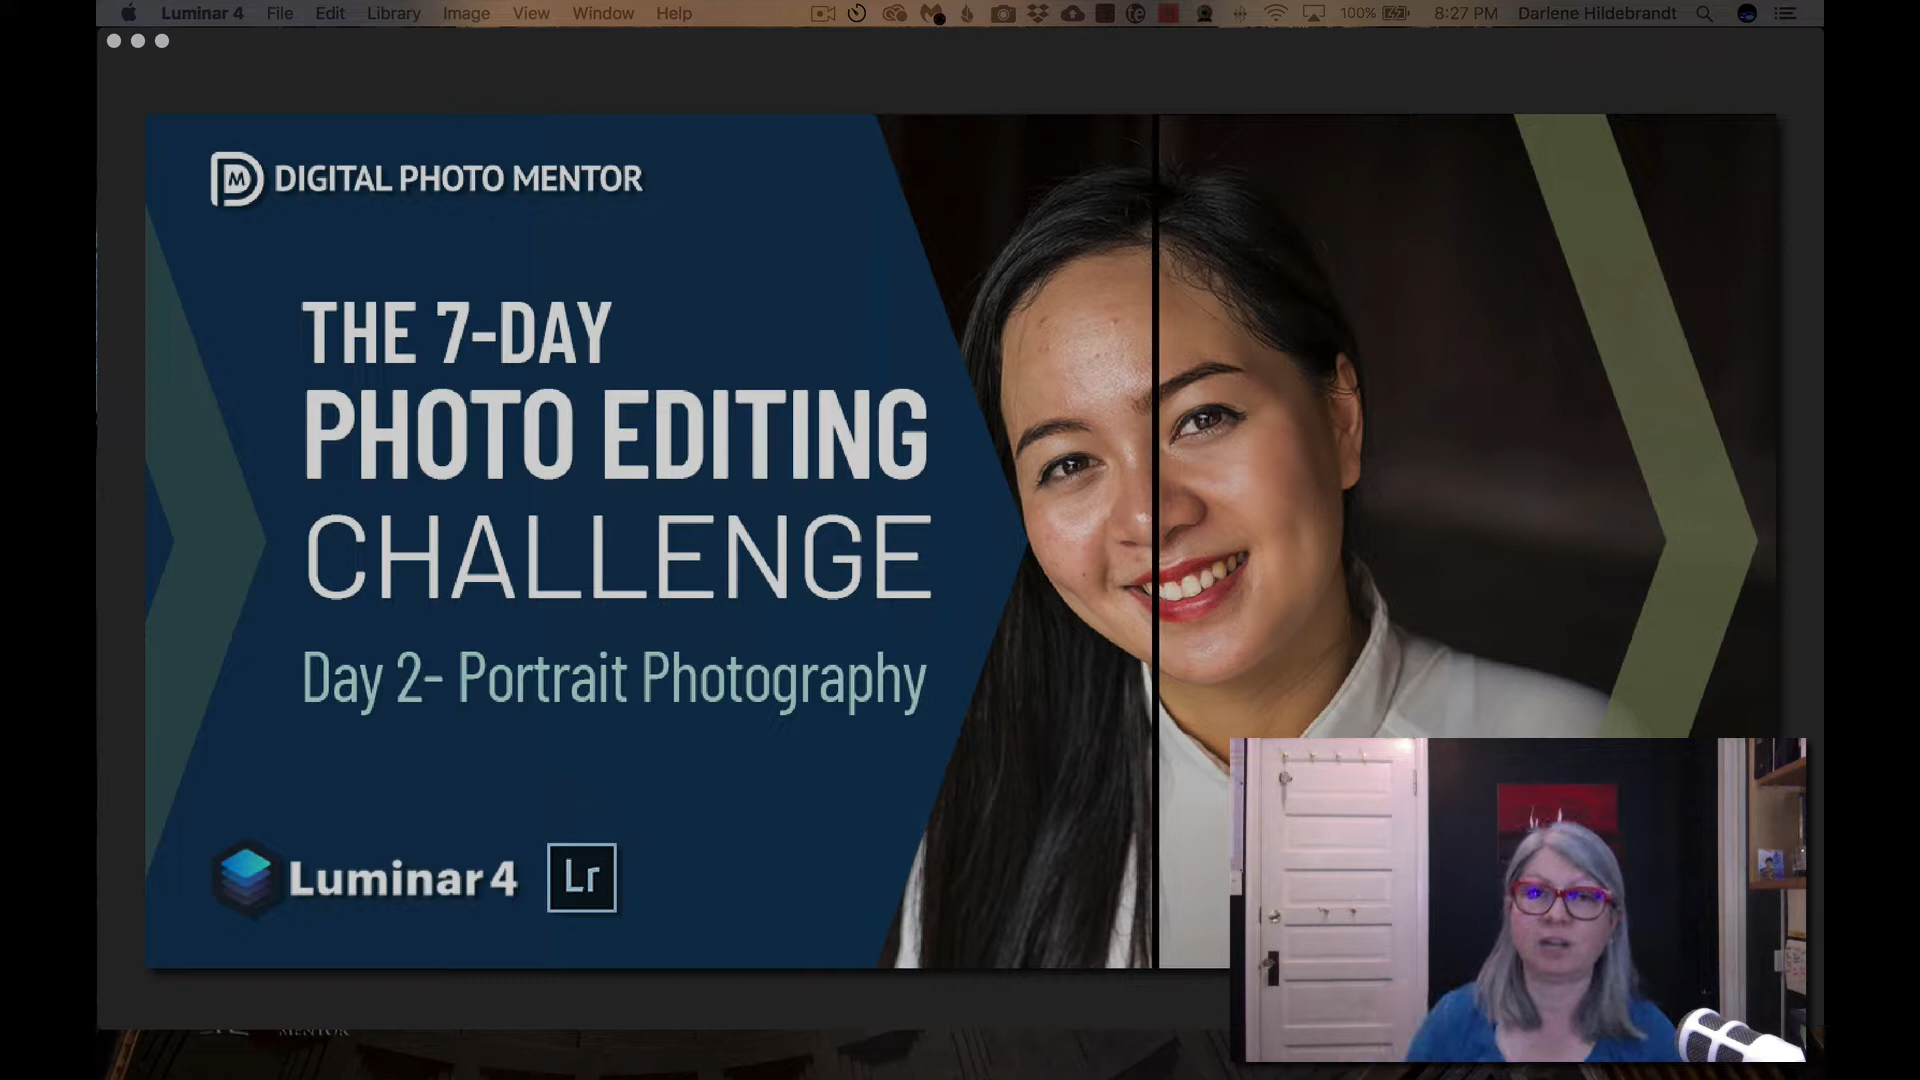 Luminar 4 File Edit Library Image View Window Help 100% 8:27 PM Darlene Hildebrandt
DIGITAL PHOTO MENTOR
THE 7-DAY
PHOTO EDITING
CHALLENGE
Day 2- Portrait Photography
Luminar 4 Lr
MENTOR